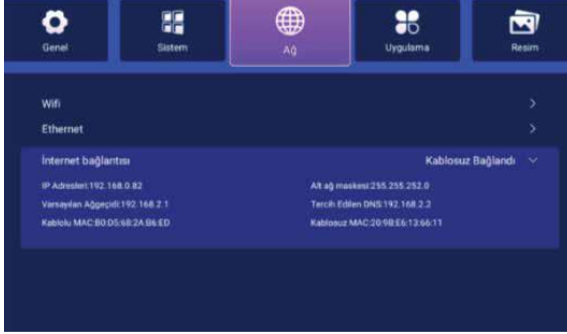 Genel
Sistem
Ağ
Uygulama
Resim
Wifi
Ethernet
İnternet bağlantısı
Kablosuz Bağlandı
IP Adresleri:192.168.0.82
Alt ağ maskesi:255.255.252.0
Varsayılan Ağgeçidi:192.168.2.1
Tercih Edilen DNS:192.168.2.2
Kablolu MAC:B0:D5:68:2A:B6:ED
Kablosuz MAC:20:9B:E6:13:66:11